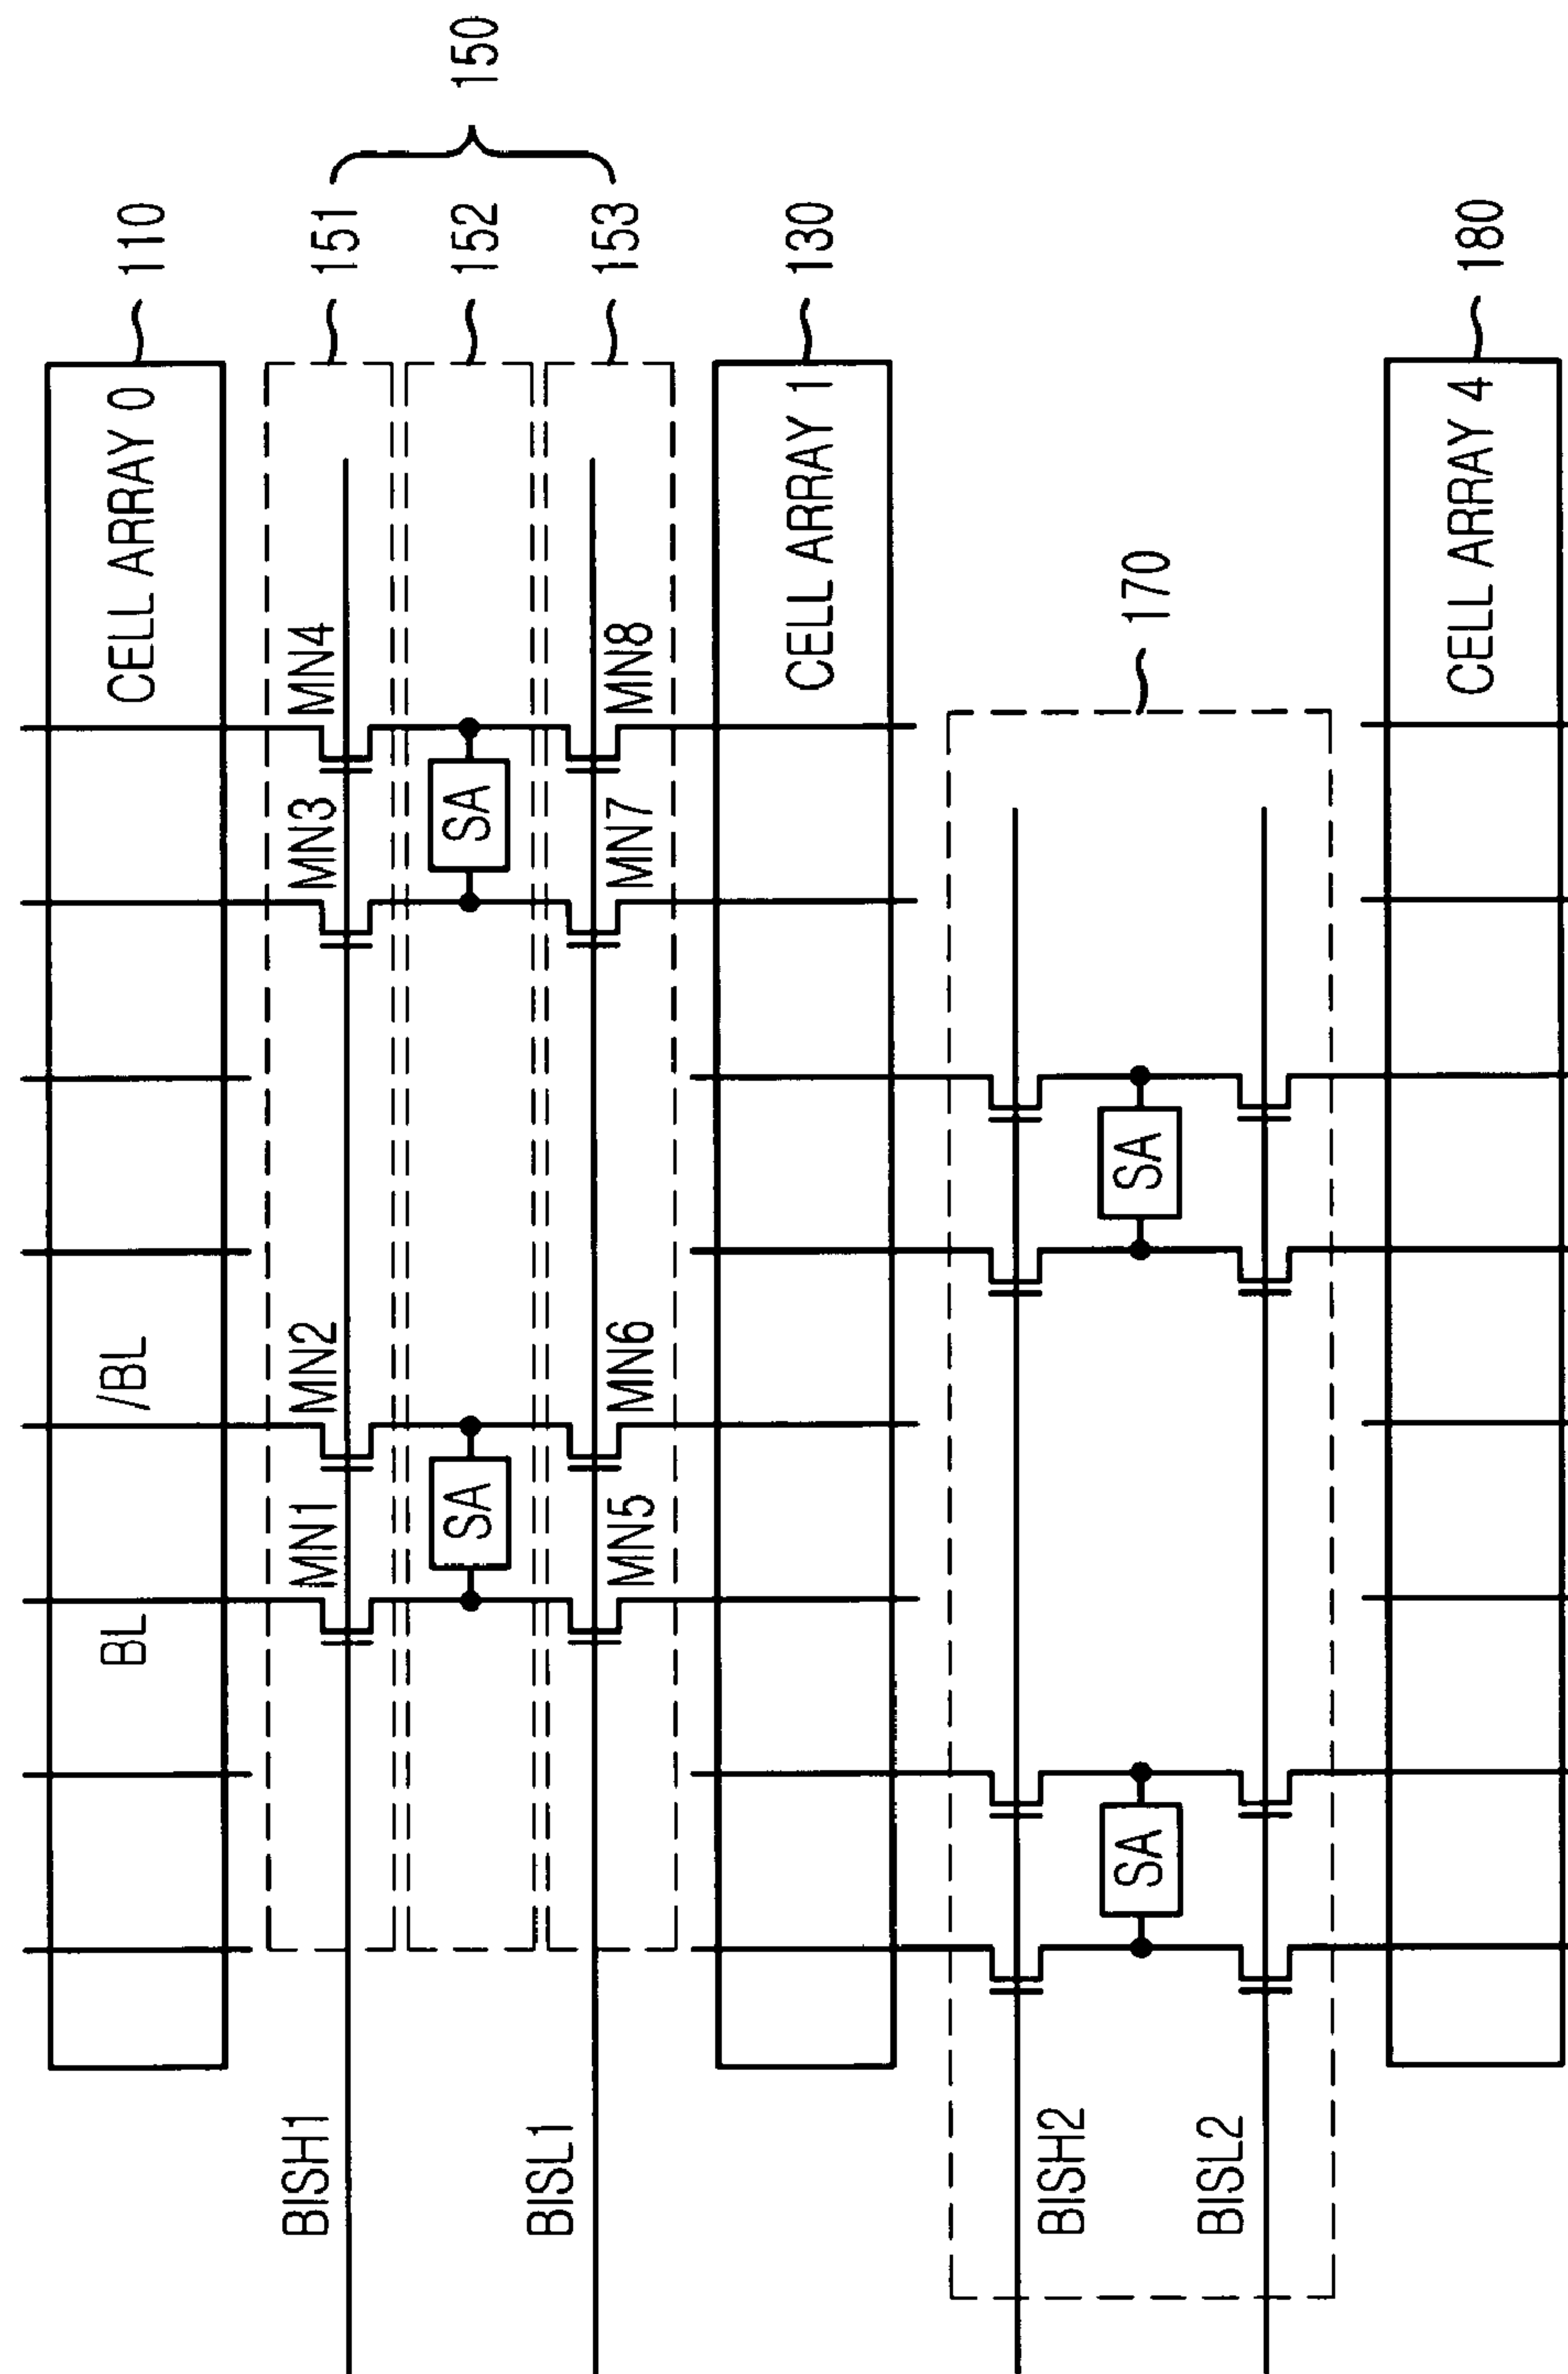 150
110
151
152
153
130
180
CELL ARRAY 0
CELL ARRAY 1
CELL ARRAY 4
170
MN4
MN8
MN3
SA
MN7
SA
/BL
MN2
MN6
MN1
SA
MN5
BL
SA
BISH1
BISL1
BISH2
BISL2